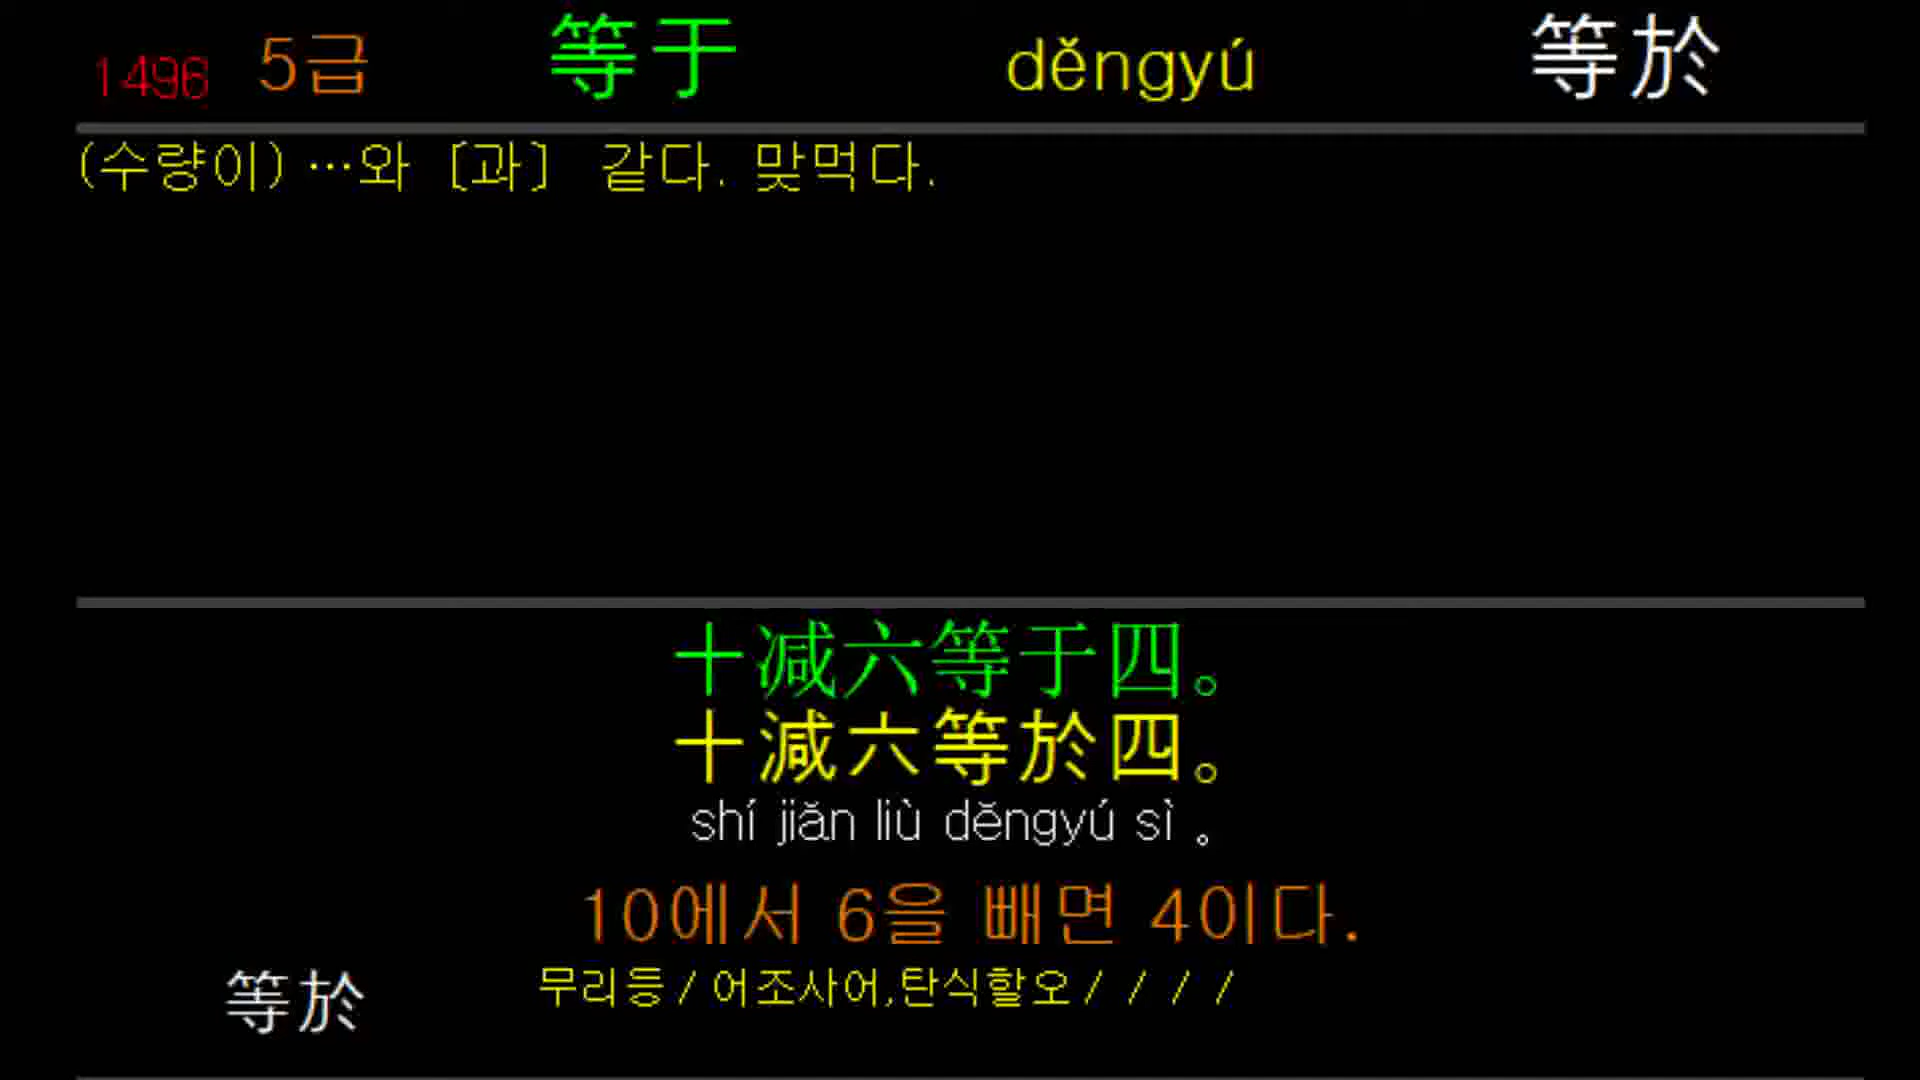 1496 5급 等于 děngyú 等於
(수량이)…와 [과] 같다. 맞먹다.
十减六等于四。
十減六等於四。
shí jiăn liù dĕngyú sì 。
10에서 6을 빼면 4이다.
等於 무리등/어조사어,탄식할오/ / / /